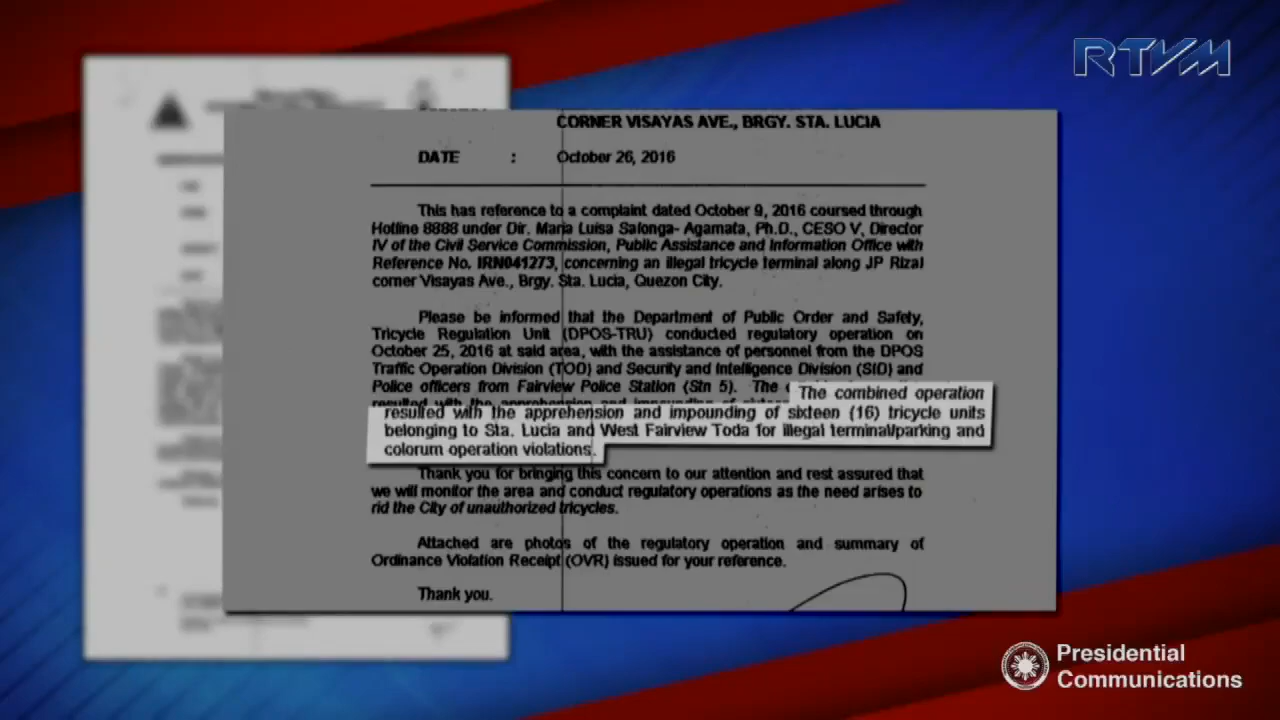 RTVM
CORNER VISAYAS AVE., BRGY. STA. LUCIA
DATE : October 26, 2016
This has reference to a complaint dated October 9, 2016 coursed through
Hotline 8888 under Dir. Maria Luisa Salonga- Agamata, Ph.D., CESO V, Director
IV of the Civil Service Commission, Public Assistance and Information Office with
Reference No. IRN041273, concerning an illegal tricycle terminal along JP Rizal
corner Visayas Ave., Brgy. Sta. Lucia, Quezon City.
Please be informed that the Department of Public Order and Safety,
Tricycle Regulation Unit (DPOS-TRU) conducted regulatory operation on
October 25, 2016 at said area, with the assistance of personnel from the DPOS
Traffic Operation Division (TOD) and Security and Intelligence Division (SID) and
Police officers from Fairview Police Station (Stn 5). The
The combined operation
resulted with the apprehension and impounding of sixteen (16) tricycle units
belonging to Sta. Lucia and West Fairview Toda for illegal terminal/parking and
colorum operation violations.
Thank you for bringing this concern to our attention and rest assured that
we will monitor the area and conduct regulatory operations as the need arises to
rid the City of unauthorized tricycles.
Attached are photos of the regulatory operation and summary of
Ordinance Violation Receipt (OVR) issued for your reference.
Thank you.
Presidential
Communications